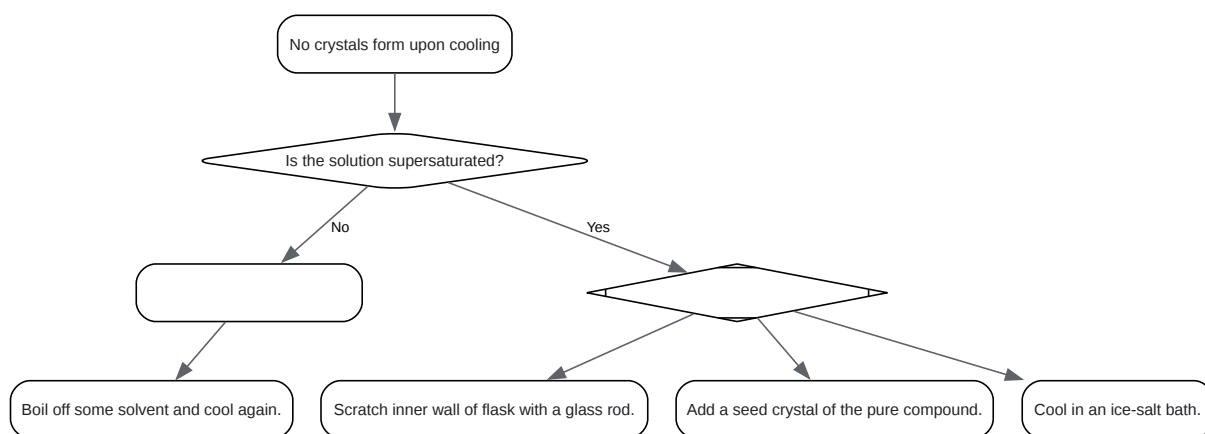 No crystals form upon cooling
Is the solution supersaturated?
No
Yes
Boil off some solvent and cool again.
Scratch inner wall of flask with a glass rod.
Add a seed crystal of the pure compound.
Cool in an ice-salt bath.